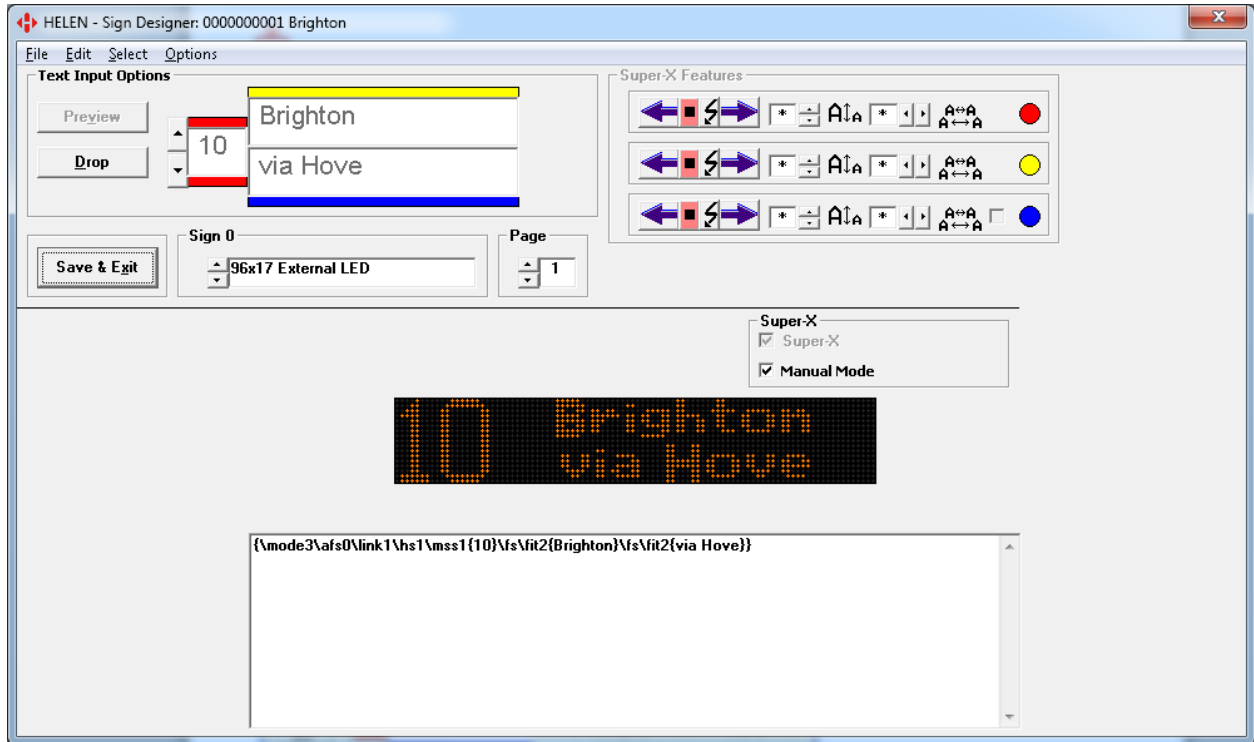 HELEN - Sign Designer: 0000000001 Brighton
File Edit Select Options
Text Input Options
Preview
Drop
10
Brighton
via Hove
Super-X Features
* A↕A * A↔A A↔A
* A↕A * A↔A A↔A
* A↕A * A↔A A↔A
Save & Exit
Sign 0
96x17 External LED
Page
1
Super-X
Super-X
Manual Mode
10 Brighton
via Hove
{\mode3\afs0\link1\hs1\mss1{10}\fs\fit2{Brighton}\fs\fit2{via Hove}}